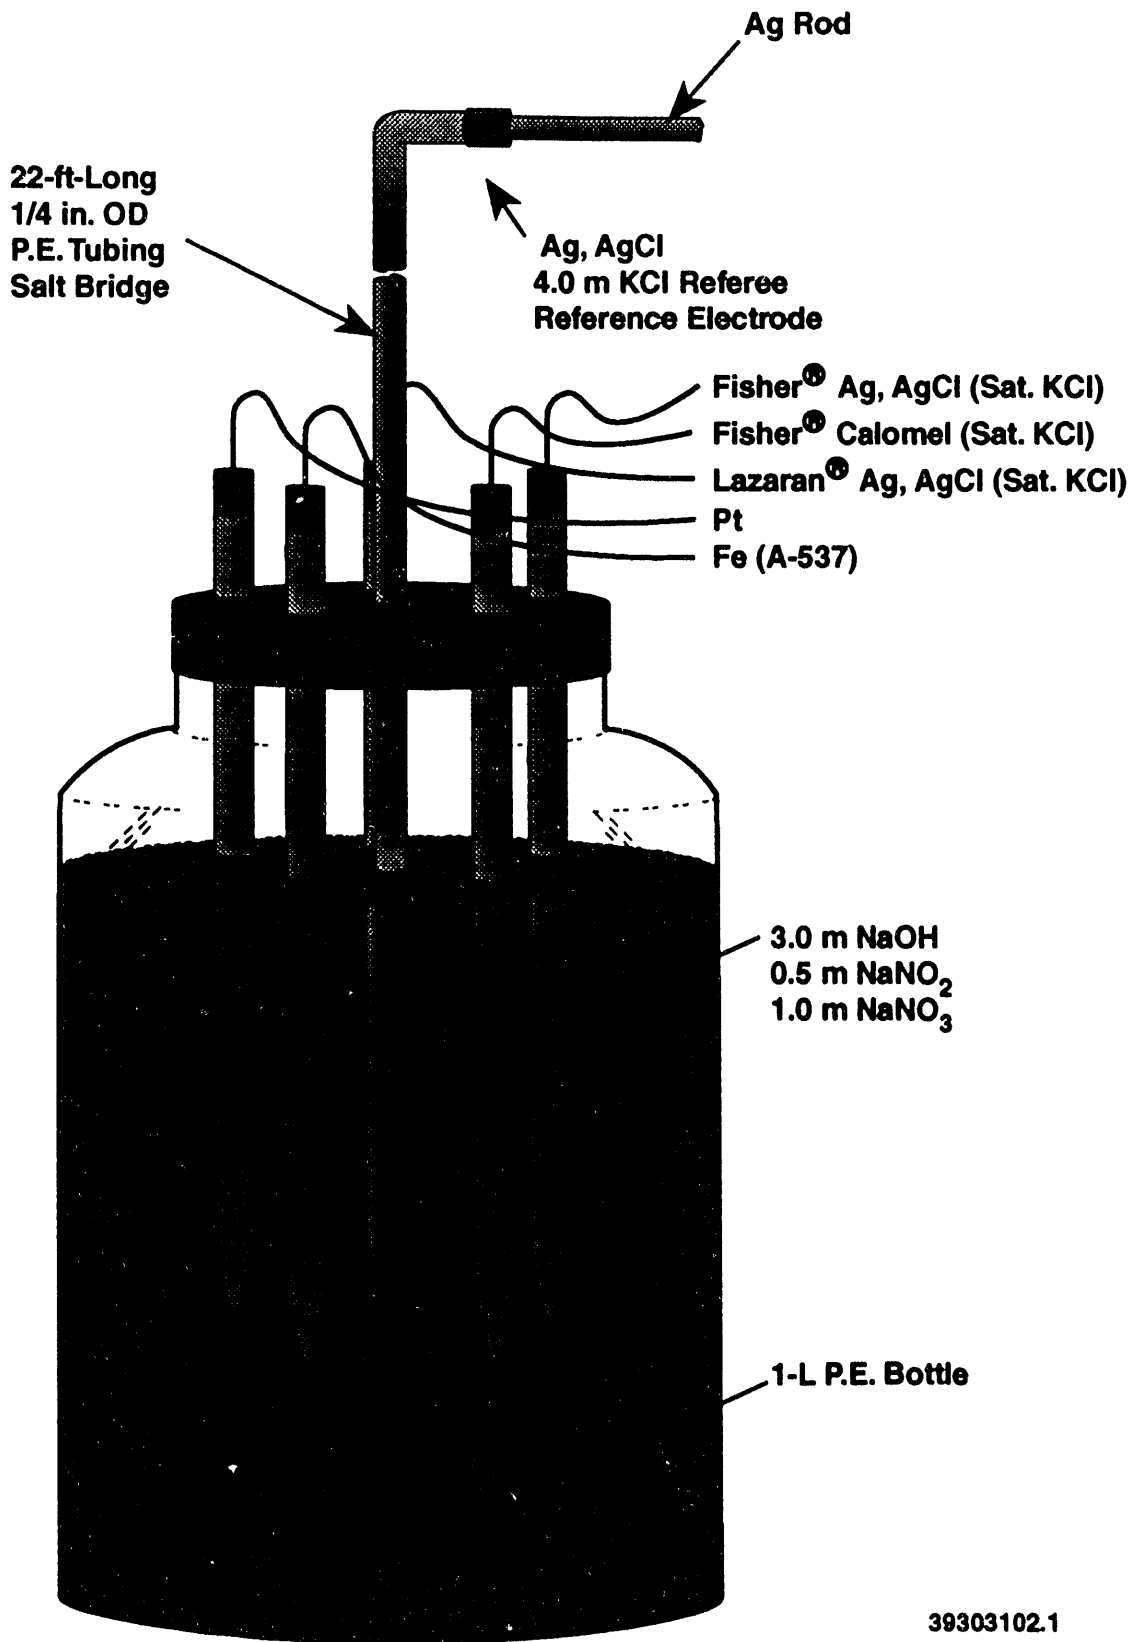 Ag Rod
22-ft-Long
1/4 in. OD
P.E. Tubing
Salt Bridge
Ag, AgCl
4.0 m KCl Referee
Reference Electrode
Fisher® Ag, AgCl (Sat. KCl)
Fisher® Calomel (Sat. KCl)
Lazaran® Ag, AgCl (Sat. KCl)
Pt
Fe (A-537)
3.0 m NaOH
0.5 m NaNO₂
1.0 m NaNO₃
1-L P.E. Bottle
39303102.1